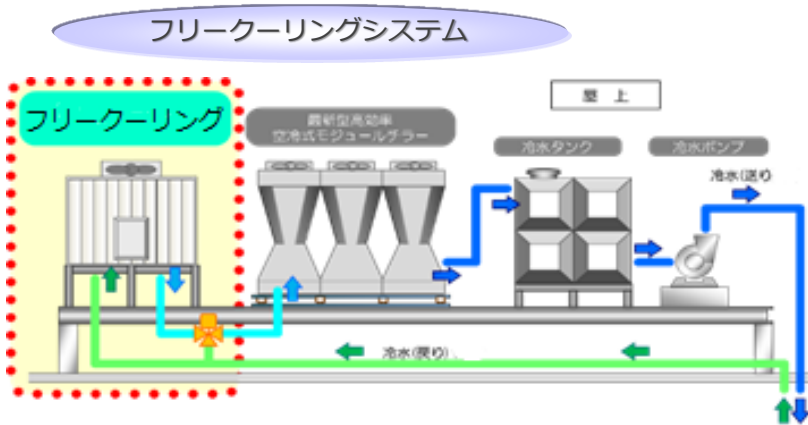 フリークーリングシステム
フリークーリング
最新型高効率
空冷式モジュールチラー
屋 上
冷水タンク
冷水ポンプ
冷水(送り
冷水(戻り)